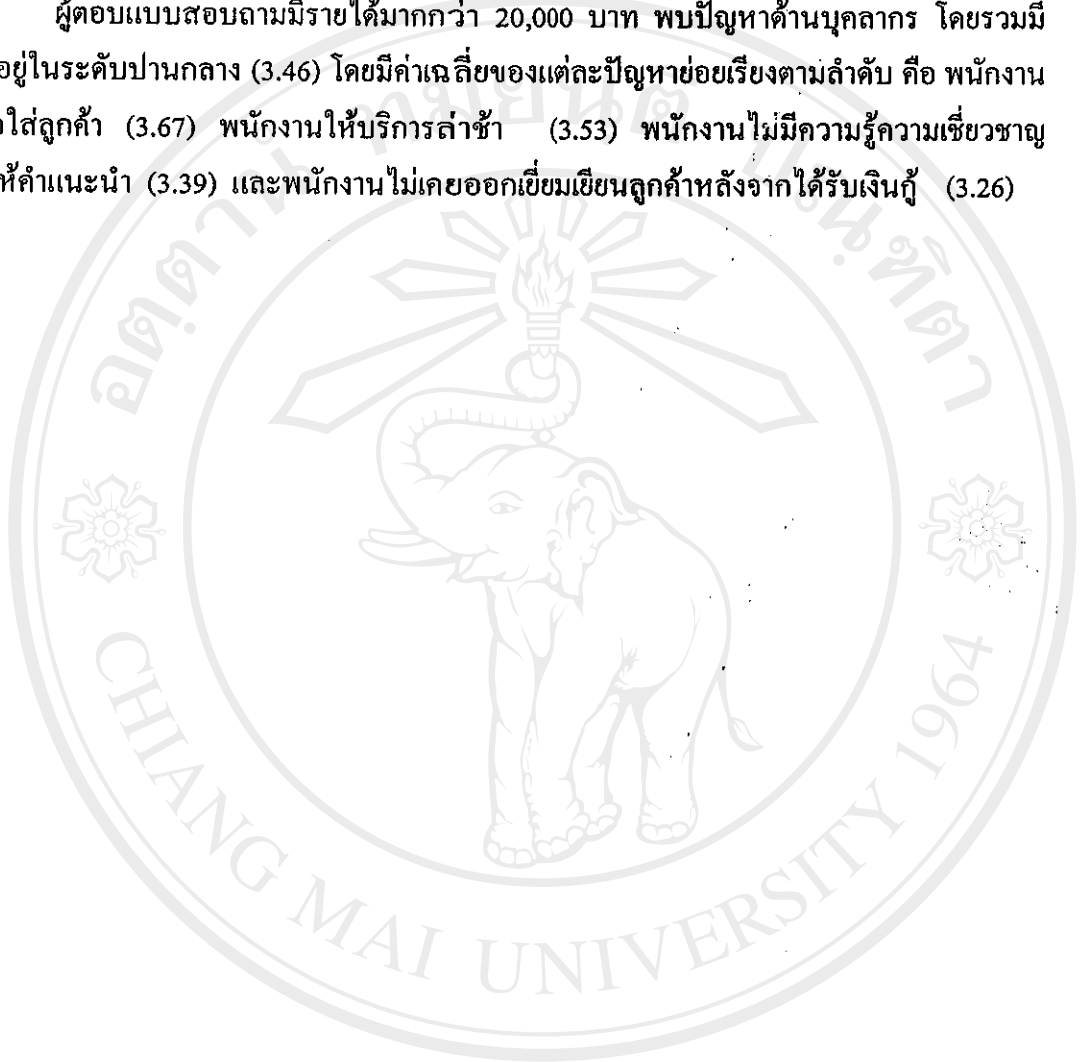 ผู้ตอบแบบสอบถามมีรายได้มากกว่า 20,000 บาท พบปัญหาด้านบุคลากร โดยรวมมี
อยู่ในระดับปานกลาง (3.46) โดยมีค่าเฉลี่ยของแต่ละปัญหาย่อยเรียงตามลำดับ คือ พนักงาน
ใส่ลูกค้า (3.67) พนักงานให้บริการล่าช้า (3.53) พนักงานไม่มีความรู้ความเชี่ยวชาญ
ให้คำแนะนำ (3.39) และพนักงานไม่เคยออกเยี่ยมเยียนลูกค้าหลังจากได้รับเงินกู้ (3.26)
CHIANG MAI UNIVERSITY 1964